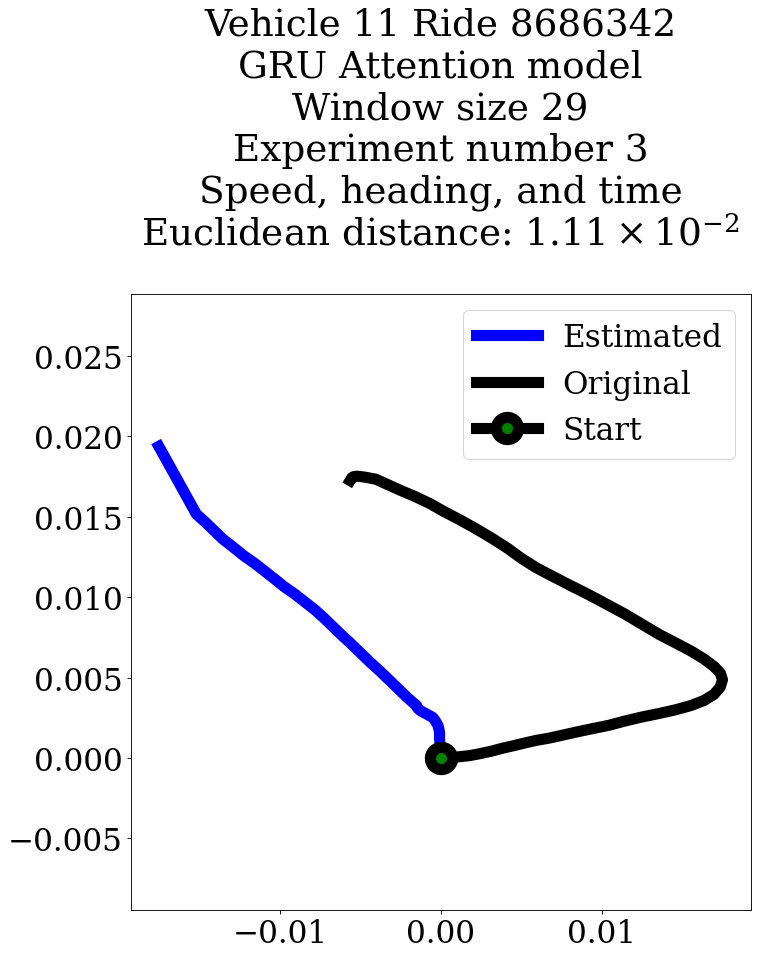 Vehicle 11 Ride 8686342
GRU Attention model
Window size 29
Experiment number 3
Speed, heading, and time
Euclidean distance: 1.11 × 10⁻²
Estimated
Original
Start
0.025
0.020
0.015
0.010
0.005
0.000
−0.005
−0.01 0.00 0.01